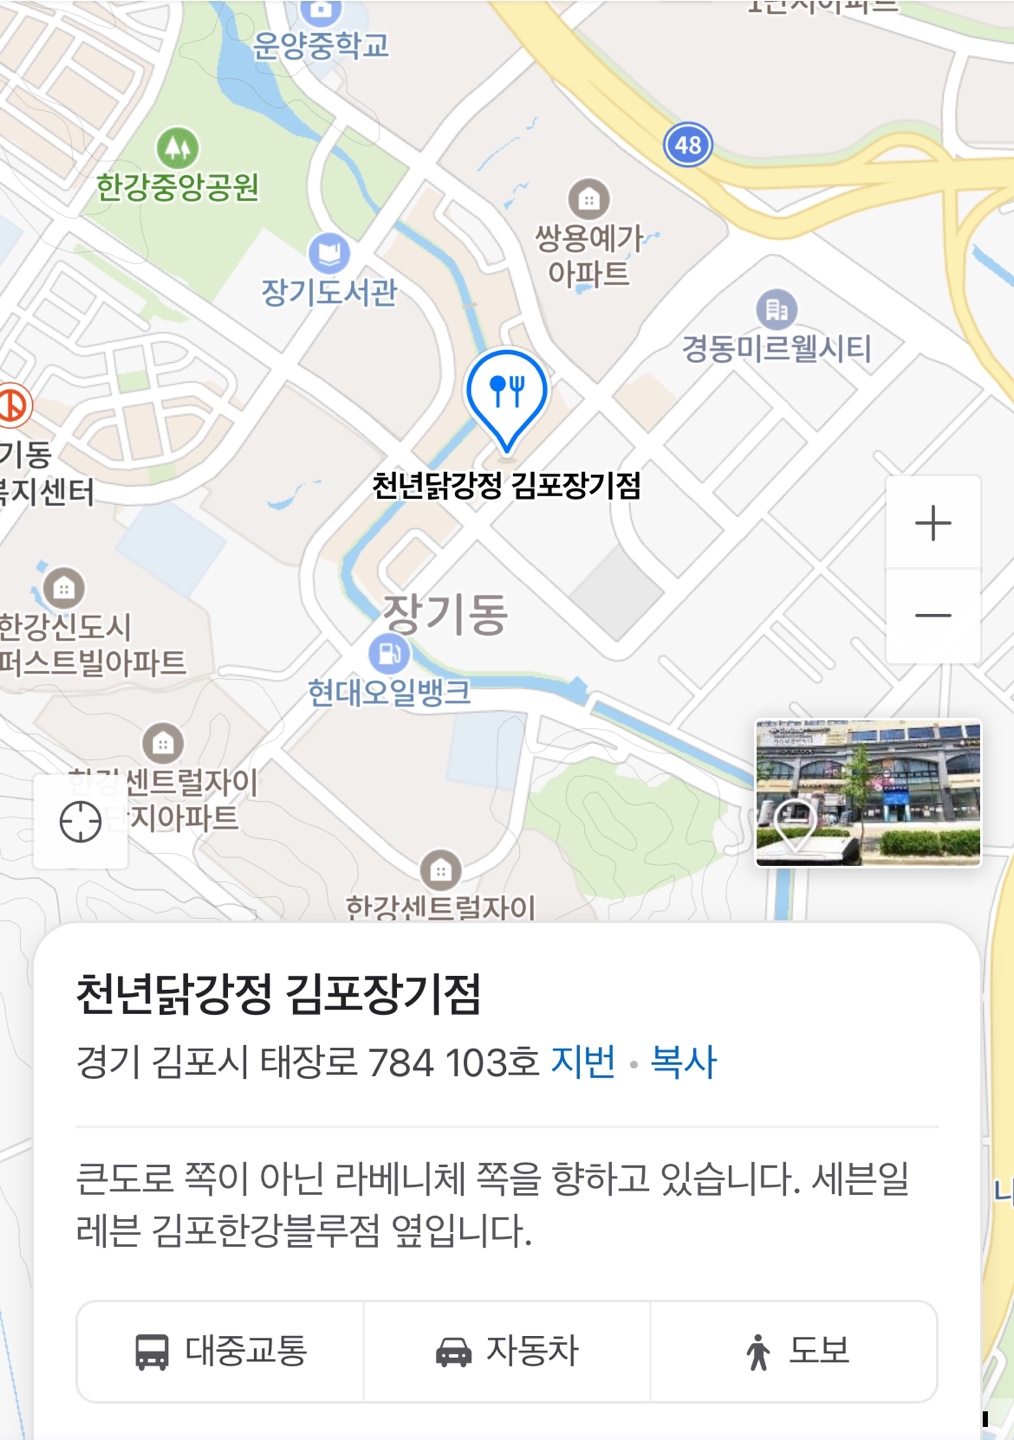 운양중학교
48
한강중앙공원
쌍용예가
아파트
장기도서관
경동미르웰시티
기동
복지센터
천년닭강정 김포장기점
장기동
한강신도시
퍼스트빌아파트
현대오일뱅크
한강센트럴자이
단지아파트
한강센트럴자이
천년닭강정 김포장기점
경기 김포시 태장로 784 103호 지번 • 복사
큰도로 쪽이 아닌 라베니체 쪽을 향하고 있습니다. 세븐일
레븐 김포한강블루점 옆입니다.
대중교통 자동차 도보